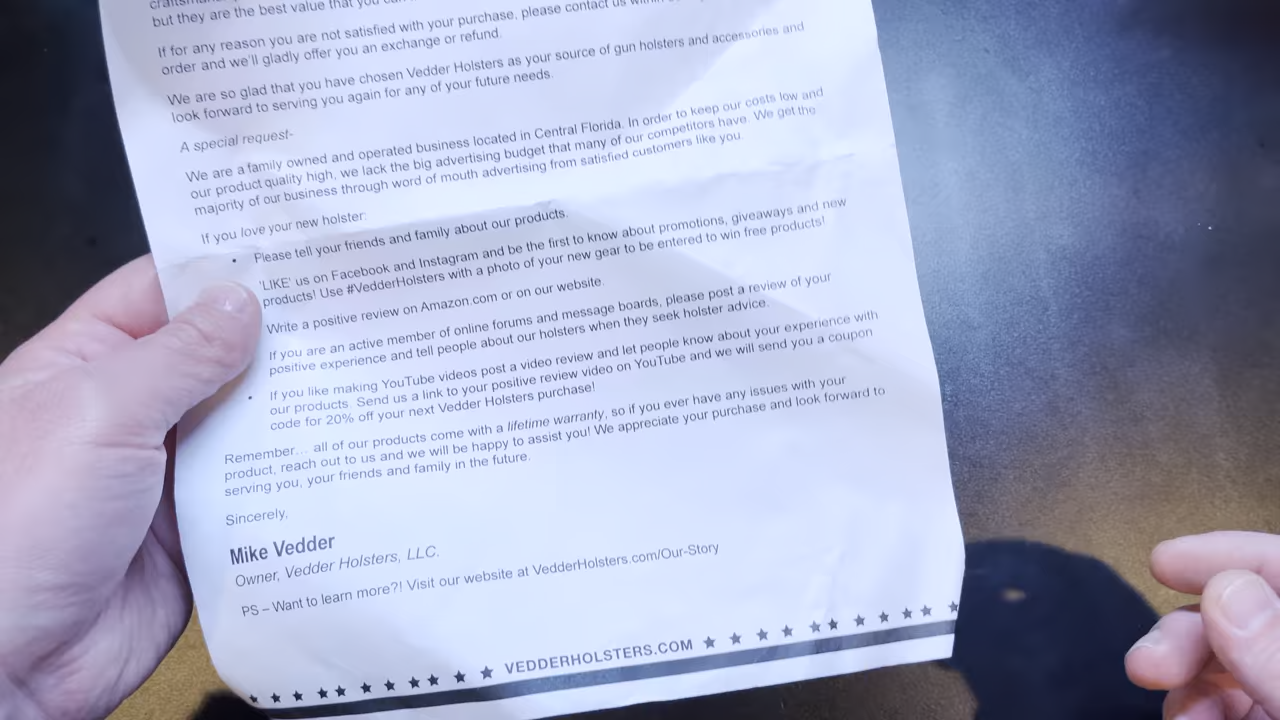 but they are the best value that you can
If for any reason you are not satisfied with your purchase, please contact us
order and we'll gladly offer you an exchange or refund.
We are so glad that you have chosen Vedder Holsters as your source of gun holsters and accessories and
look forward to serving you again for any of your future needs.
A special request-
We are a family owned and operated business located in Central Florida. In order to keep our costs low and
our product quality high, we lack the big advertising budget that many of our competitors have. We get the
majority of our business through word of mouth advertising from satisfied customers like you.
If you love your new holster:
• Please tell your friends and family about our products.
'LIKE' us on Facebook and Instagram and be the first to know about promotions, giveaways and new
products! Use #VedderHolsters with a photo of your new gear to be entered to win free products!
Write a positive review on Amazon.com or on our website.
If you are an active member of online forums and message boards, please post a review of your
positive experience and tell people about our holsters when they seek holster advice.
• If you like making YouTube videos post a video review and let people know about your experience with
our products. Send us a link to your positive review video on YouTube and we will send you a coupon
code for 20% off your next Vedder Holsters purchase!
Remember… all of our products come with a lifetime warranty, so if you ever have any issues with your
product, reach out to us and we will be happy to assist you! We appreciate your purchase and look forward to
serving you, your friends and family in the future.
Sincerely,
Mike Vedder
Owner, Vedder Holsters, LLC.
PS – Want to learn more?! Visit our website at VedderHolsters.com/Our-Story
VEDDERHOLSTERS.COM